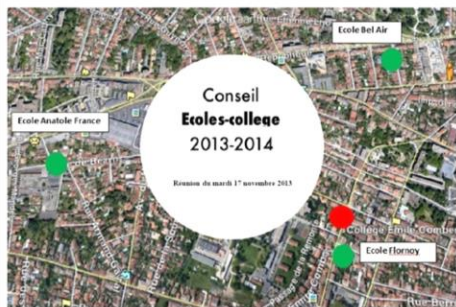 Ecole Bel Air
Conseil
Ecoles-college
2013-2014
Ecole Anatole France
Réunion du mardi 17 novembre 2013
Collège Emile Combes
Ecole Flornoy